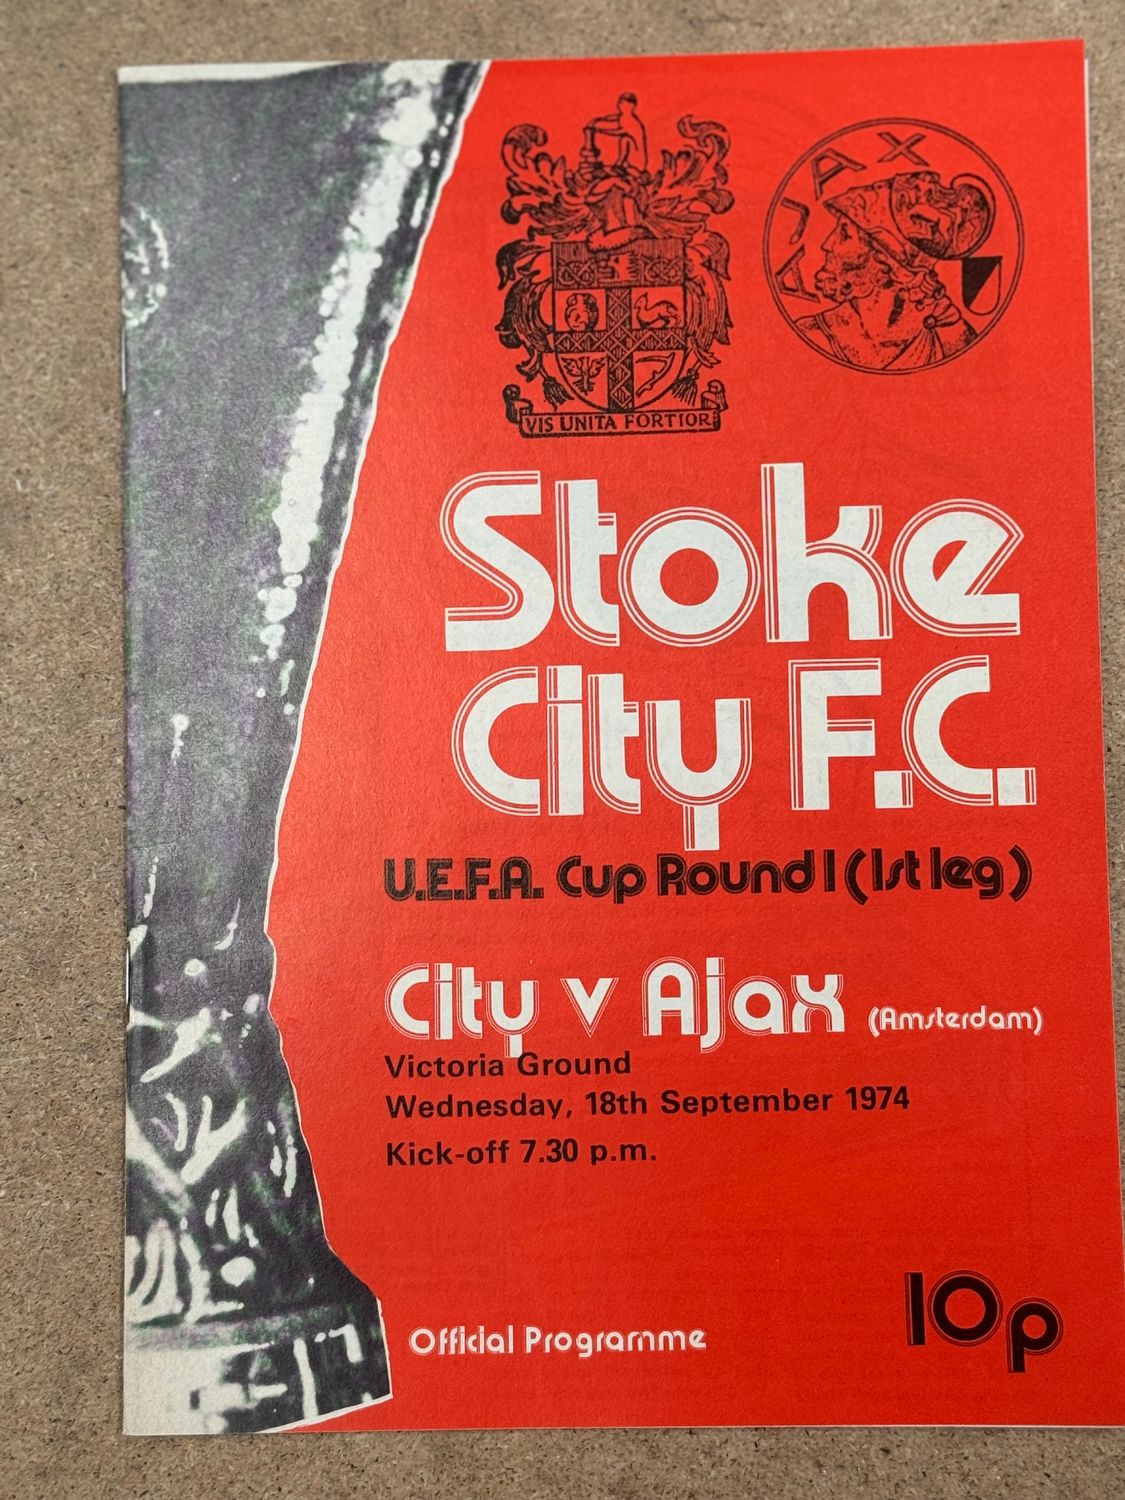 AJAX
VIS UNITA FORTIOR
Stoke
City F.C.
U.E.F.A. Cup Round 1 (1st leg)
City v Ajax (Amsterdam)
Victoria Ground
Wednesday, 18th September 1974
Kick-off 7.30 p.m.
10p
Official Programme